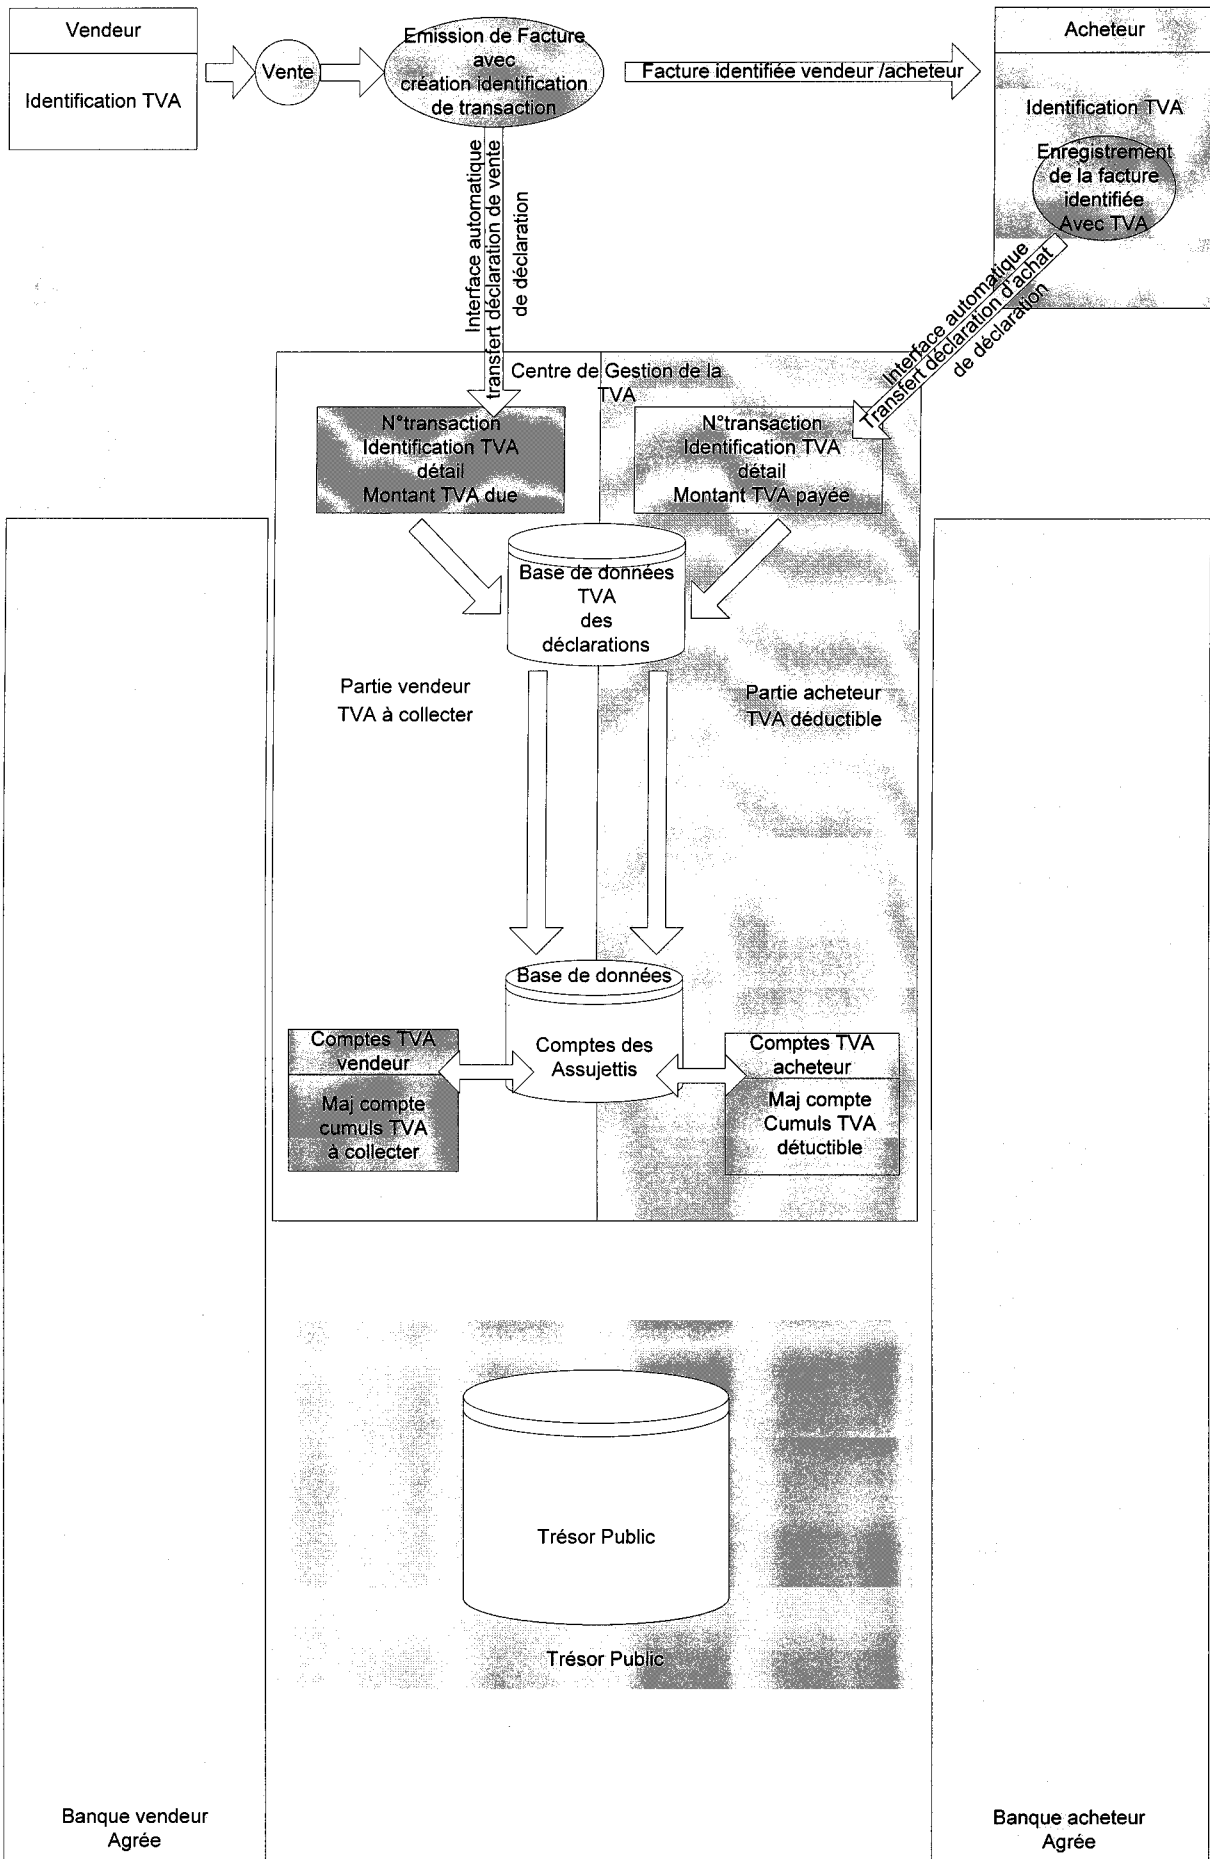 Vendeur
Identification TVA
Vente
Emission de Facture
avec
création identification
de transaction
Facture identifiée vendeur /acheteur
Acheteur
Identification TVA
Enregistrement
de la facture
identifiée
Avec TVA
Interface automatique
transfert déclaration de vente
de déclaration
Interface automatique
Transfert déclaration d'achat
de déclaration
Centre de Gestion de la
TVA
N°transaction
Identification TVA
détail
Montant TVA due
N°transaction
Identification TVA
détail
Montant TVA payée
Base de données
TVA
des
déclarations
Partie vendeur
TVA à collecter
Partie acheteur
TVA déductible
Base de données
Comptes des
Assujettis
Comptes TVA
vendeur
Maj compte
cumuls TVA
à collecter
Comptes TVA
acheteur
Maj compte
Cumuls TVA
détuctible
Trésor Public
Trésor Public
Banque vendeur
Agrée
Banque acheteur
Agrée